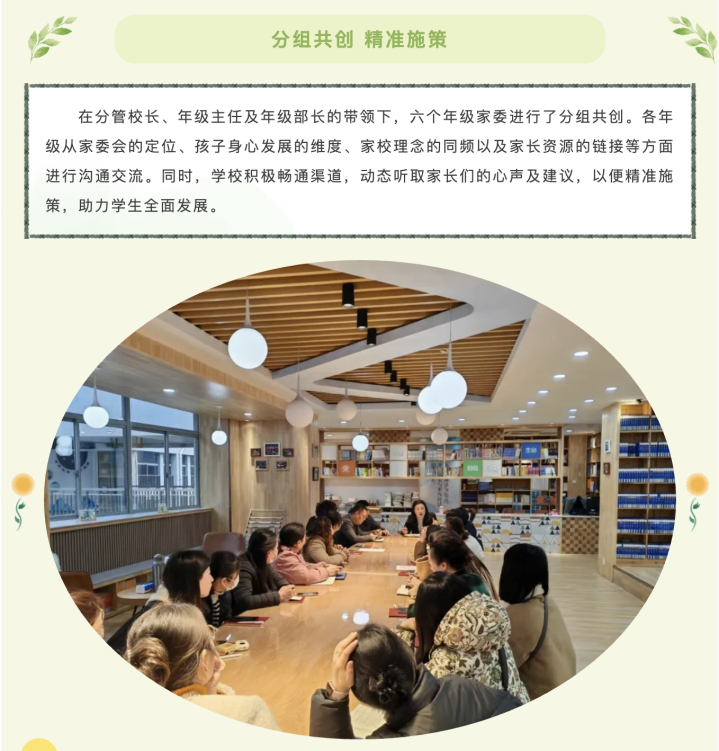 分组共创 精准施策
在分管校长、年级主任及年级部长的带领下，六个年级家委进行了分组共创。各年
级从家委会的定位、孩子身心发展的维度、家校理念的同频以及家长资源的链接等方面
进行沟通交流。同时，学校积极畅通渠道，动态听取家长们的心声及建议，以便精准施
策，助力学生全面发展。